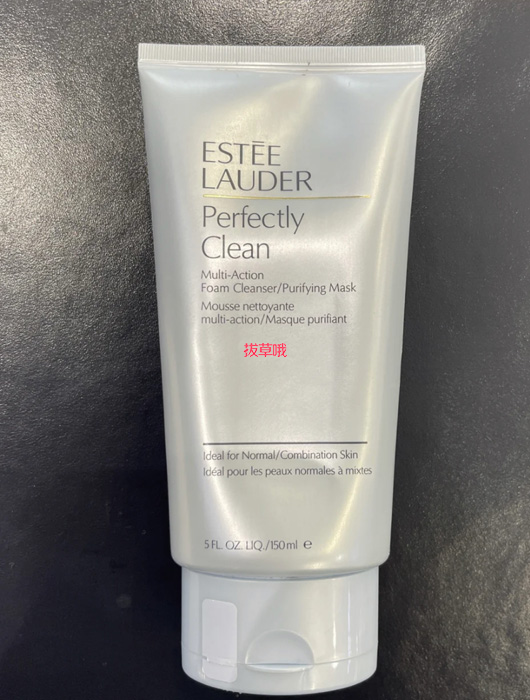 ESTĒE
LAUDER
Perfectly
Clean
Multi-Action
Foam Cleanser/Purifying Mask
Mousse nettoyante
multi-action/Masque purifiant
拔草哦
Ideal for Normal/Combination Skin
Idéal pour les peaux normales à mixtes
5 FL. OZ. LIQ./150ml ℮